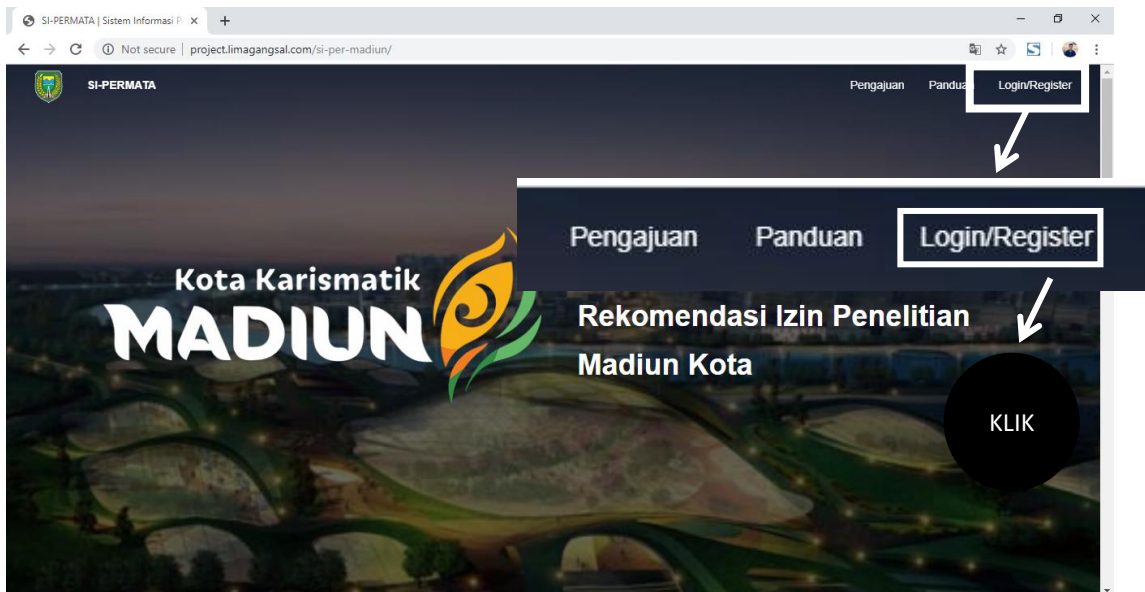 SI-PERMATA | Sistem Informasi P
Not secure | project.limagangsal.com/si-per-madiun/
SI-PERMATA
Pengajuan Panduan Login/Register
Pengajuan Panduan Login/Register
Kota Karismatik
MADIUN
Rekomendasi Izin Penelitian
Madiun Kota
KLIK